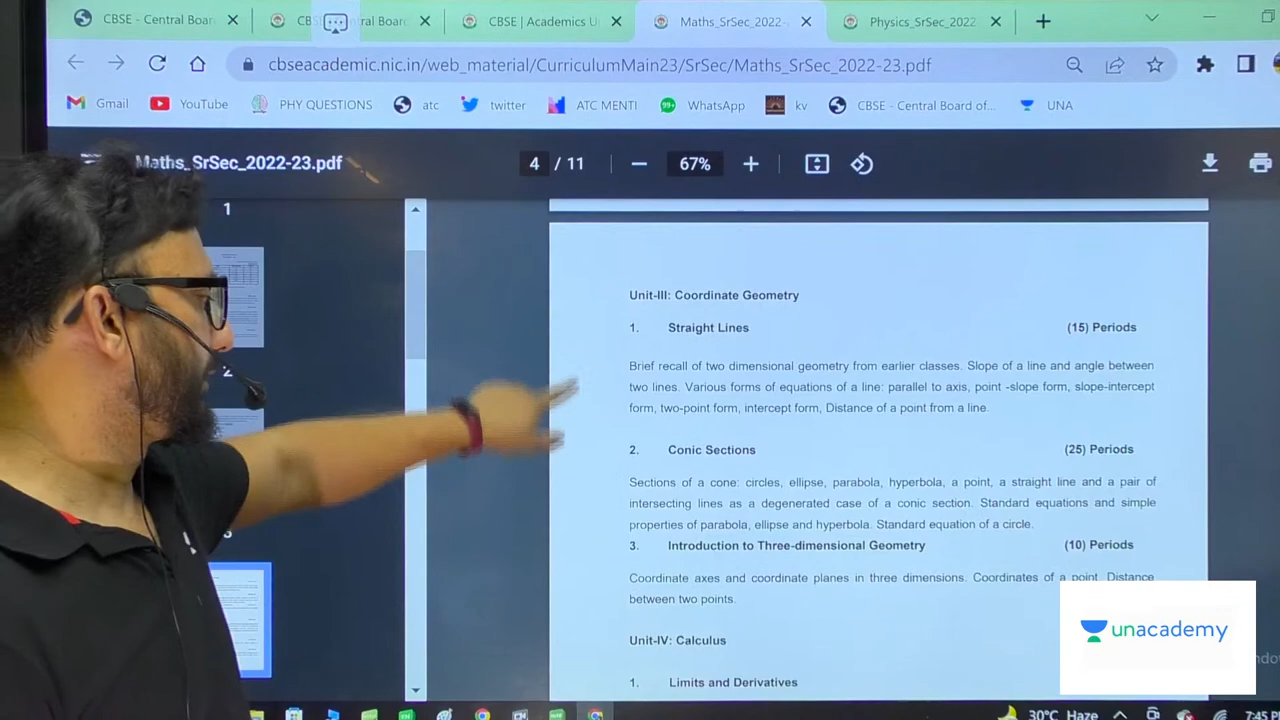 CBSE - Central Boar
CB
ral Boar
CBSE | Academics U
Maths_SrSec_2022-
Physics_SrSec_2022
cbseacademic.nic.in/web_material/CurriculumMain23/SrSec/Maths_SrSec_2022-23.pdf
Gmail
YouTube
PHY QUESTIONS
atc
twitter
ATC MENTI
99+
WhatsApp
kv
CBSE - Central Board of...
UNA
Maths_SrSec_2022-23.pdf
4 / 11
67%
1
2
Unit-III: Coordinate Geometry
1. Straight Lines (15) Periods
Brief recall of two dimensional geometry from earlier classes. Slope of a line and angle between
two lines. Various forms of equations of a line: parallel to axis, point -slope form, slope-intercept
form, two-point form, intercept form, Distance of a point from a line.
2. Conic Sections (25) Periods
Sections of a cone: circles, ellipse, parabola, hyperbola, a point, a straight line and a pair of
intersecting lines as a degenerated case of a conic section. Standard equations and simple
properties of parabola, ellipse and hyperbola. Standard equation of a circle.
3. Introduction to Three-dimensional Geometry (10) Periods
Coordinate axes and coordinate planes in three dimensions. Coordinates of a point. Distance
between two points.
Unit-IV: Calculus
1. Limits and Derivatives
unacademy
30°C Haze
7:45